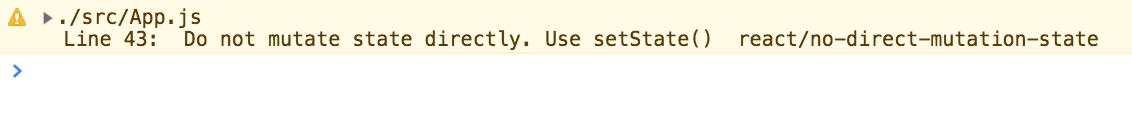 ./src/App.js
Line 43:  Do not mutate state directly. Use setState()  react/no-direct-mutation-state